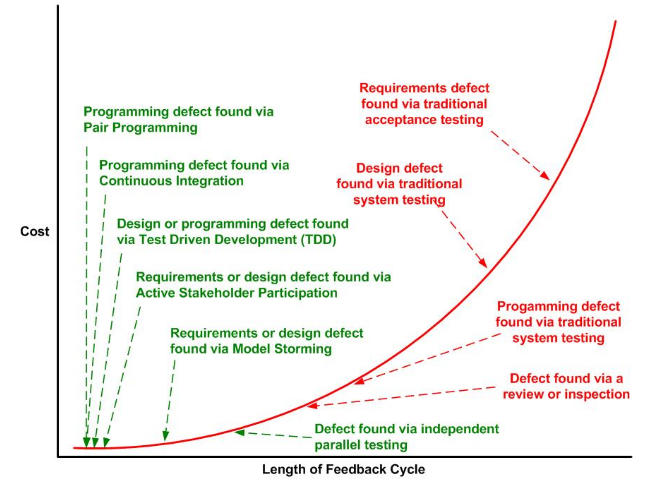 Programming defect found via
Pair Programming
Programming defect found via
Continuous Integration
Design or programming defect found
via Test Driven Development (TDD)
Requirements or design defect found via
Active Stakeholder Participation
Requirements or design defect
found via Model Storming
Defect found via independent
parallel testing
Requirements defect
found via traditional
acceptance testing
Design defect
found via traditional
system testing
Progamming defect
found via traditional
system testing
Defect found via a
review or inspection
Cost
Length of Feedback Cycle